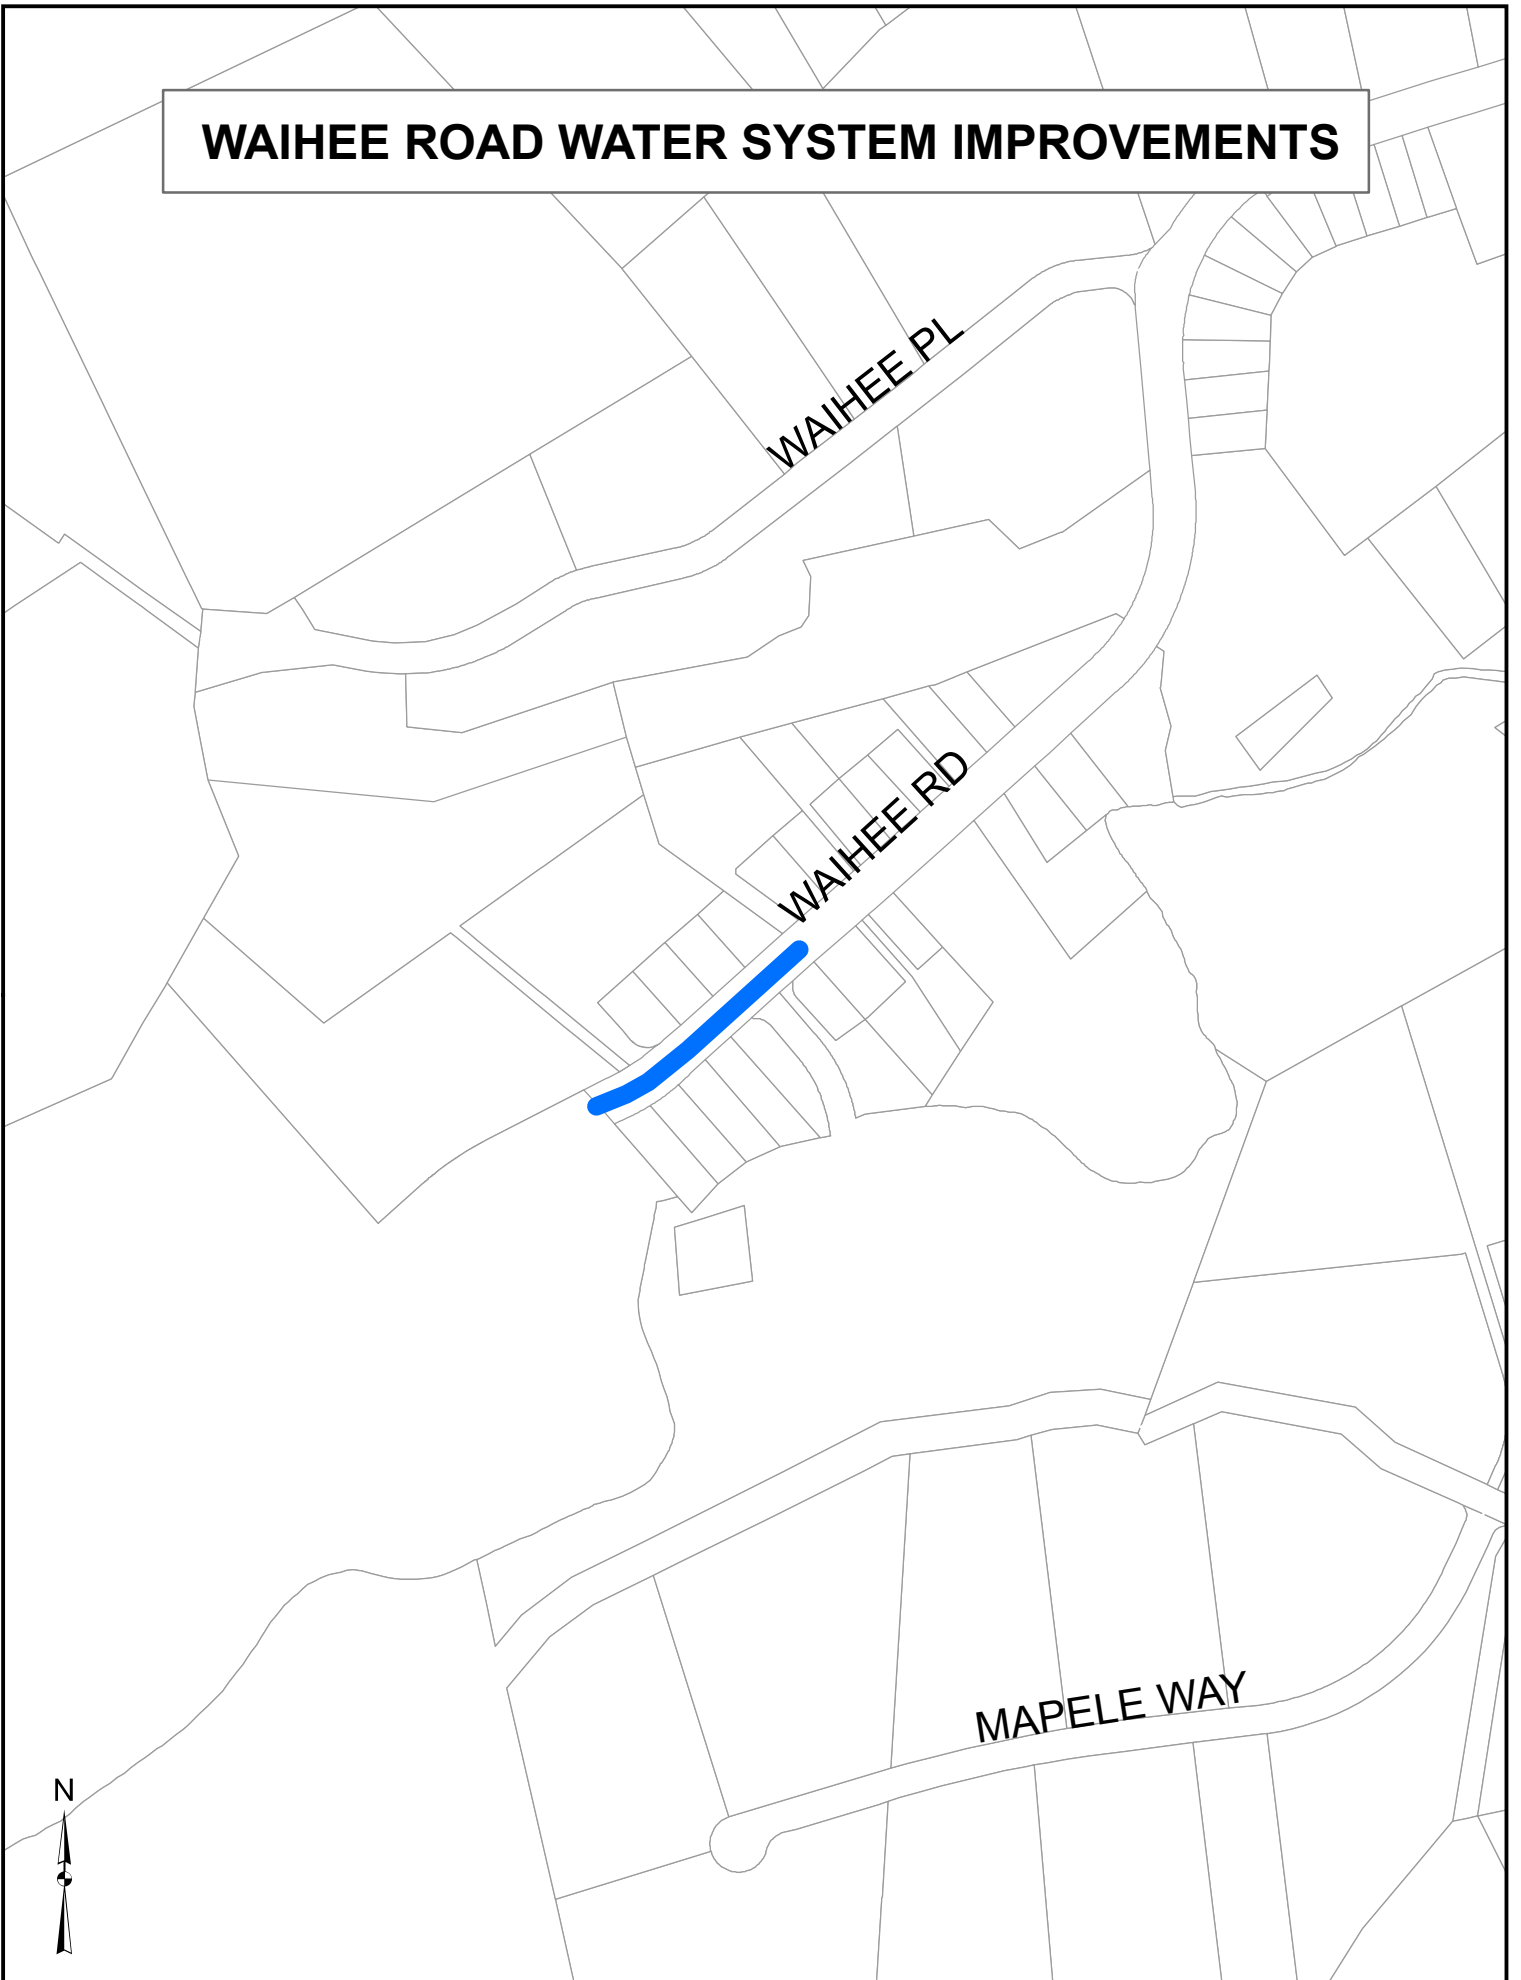 WAIHEE ROAD WATER SYSTEM IMPROVEMENTS
WAIHEE PL
WAIHEE RD
MAPELE WAY
N